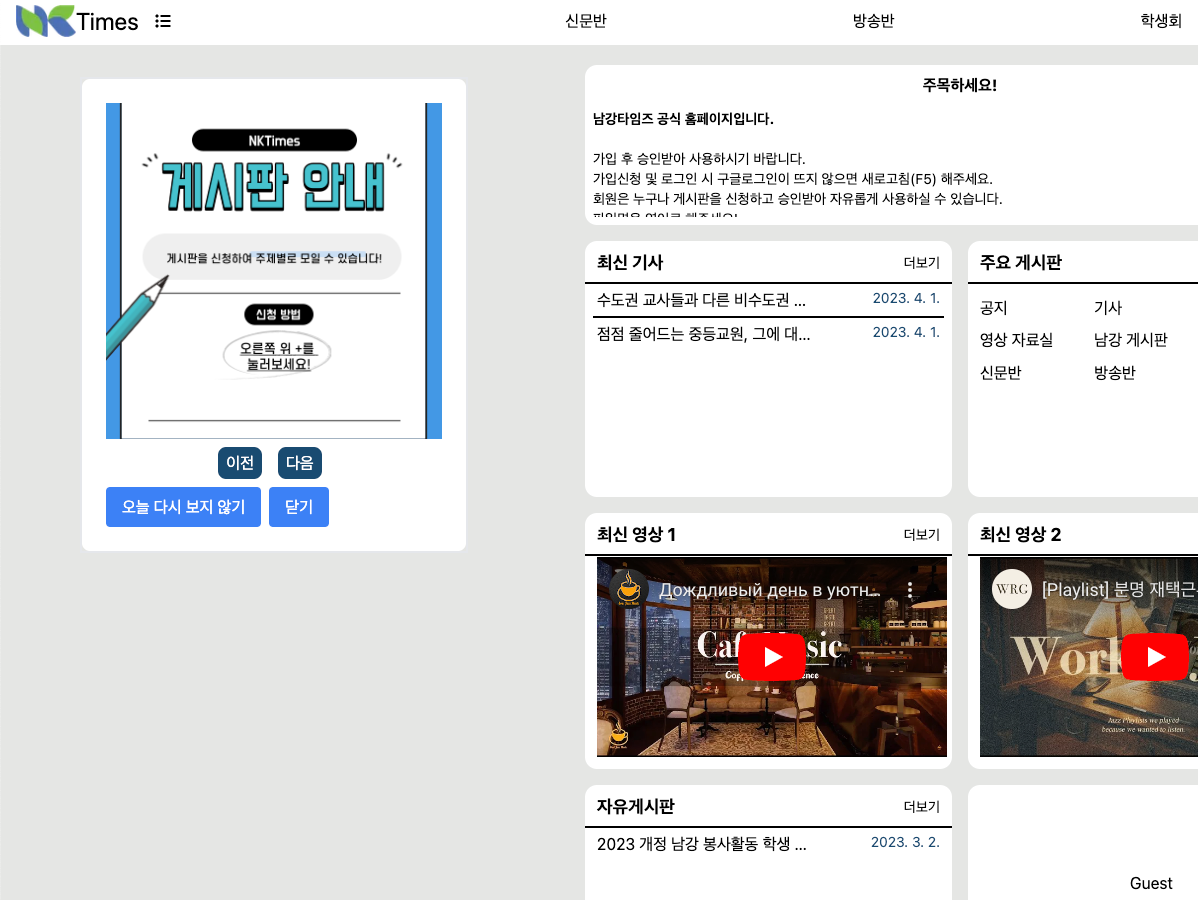 NK Times
신문반
방송반
학생회
NKTimes
게시판 안내
게시판을 신청하여 주제별로 모일 수 있습니다!
신청 방법
오른쪽 위 +를
눌러보세요!
이전
다음
오늘 다시 보지 않기
닫기
주목하세요!
남강타임즈 공식 홈페이지입니다.
가입 후 승인받아 사용하시기 바랍니다.
가입신청 및 로그인 시 구글로그인이 뜨지 않으면 새로고침(F5) 해주세요.
회원은 누구나 게시판을 신청하고 승인받아 자유롭게 사용하실 수 있습니다.
최신 기사
더보기
수도권 교사들과 다른 비수도권 ...
2023. 4. 1.
점점 줄어드는 중등교원, 그에 대...
2023. 4. 1.
주요 게시판
공지
기사
영상 자료실
남강 게시판
신문반
방송반
최신 영상 1
더보기
Дождливый день в уютн...
최신 영상 2
WRG
[Playlist] 분명 재택근
Jazz Playlists we played
because we wanted to listen.
자유게시판
더보기
2023 개정 남강 봉사활동 학생 ...
2023. 3. 2.
Guest